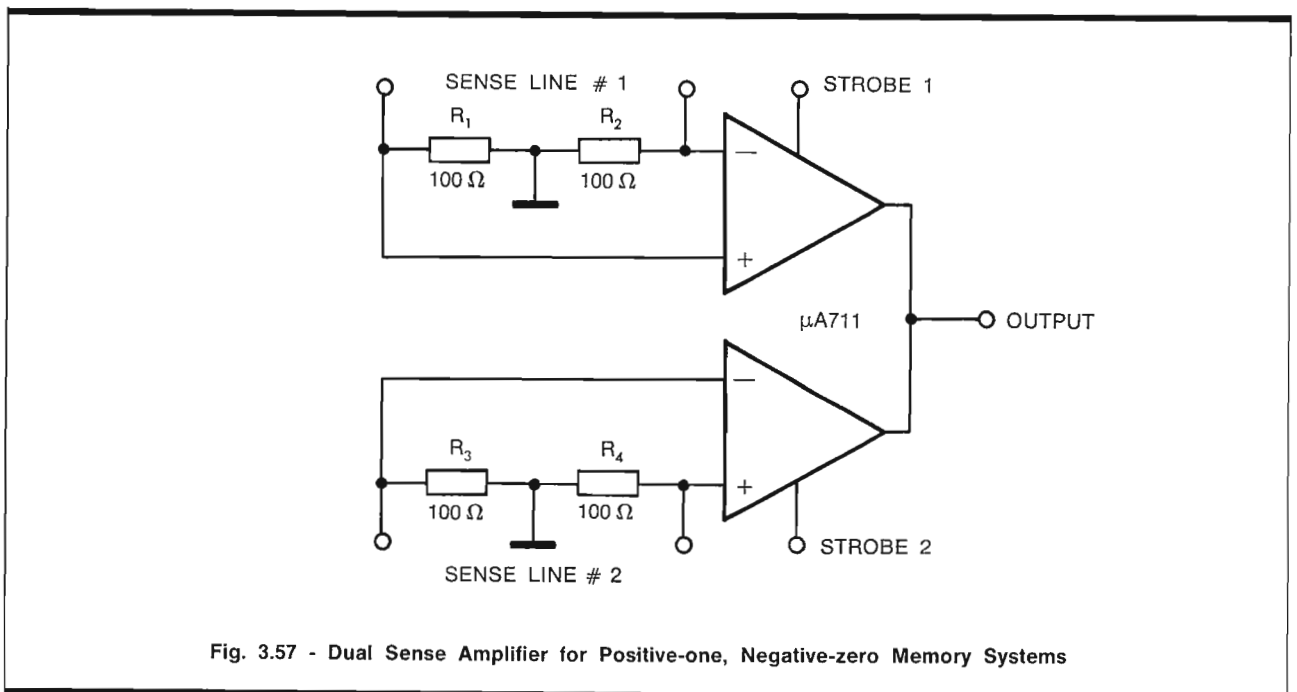 SENSE LINE # 1
STROBE 1
R₁
R₂
100 Ω
100 Ω
−
+
μA711
OUTPUT
−
R₃
R₄
+
100 Ω
100 Ω
STROBE 2
SENSE LINE # 2
Fig. 3.57 - Dual Sense Amplifier for Positive-one, Negative-zero Memory Systems